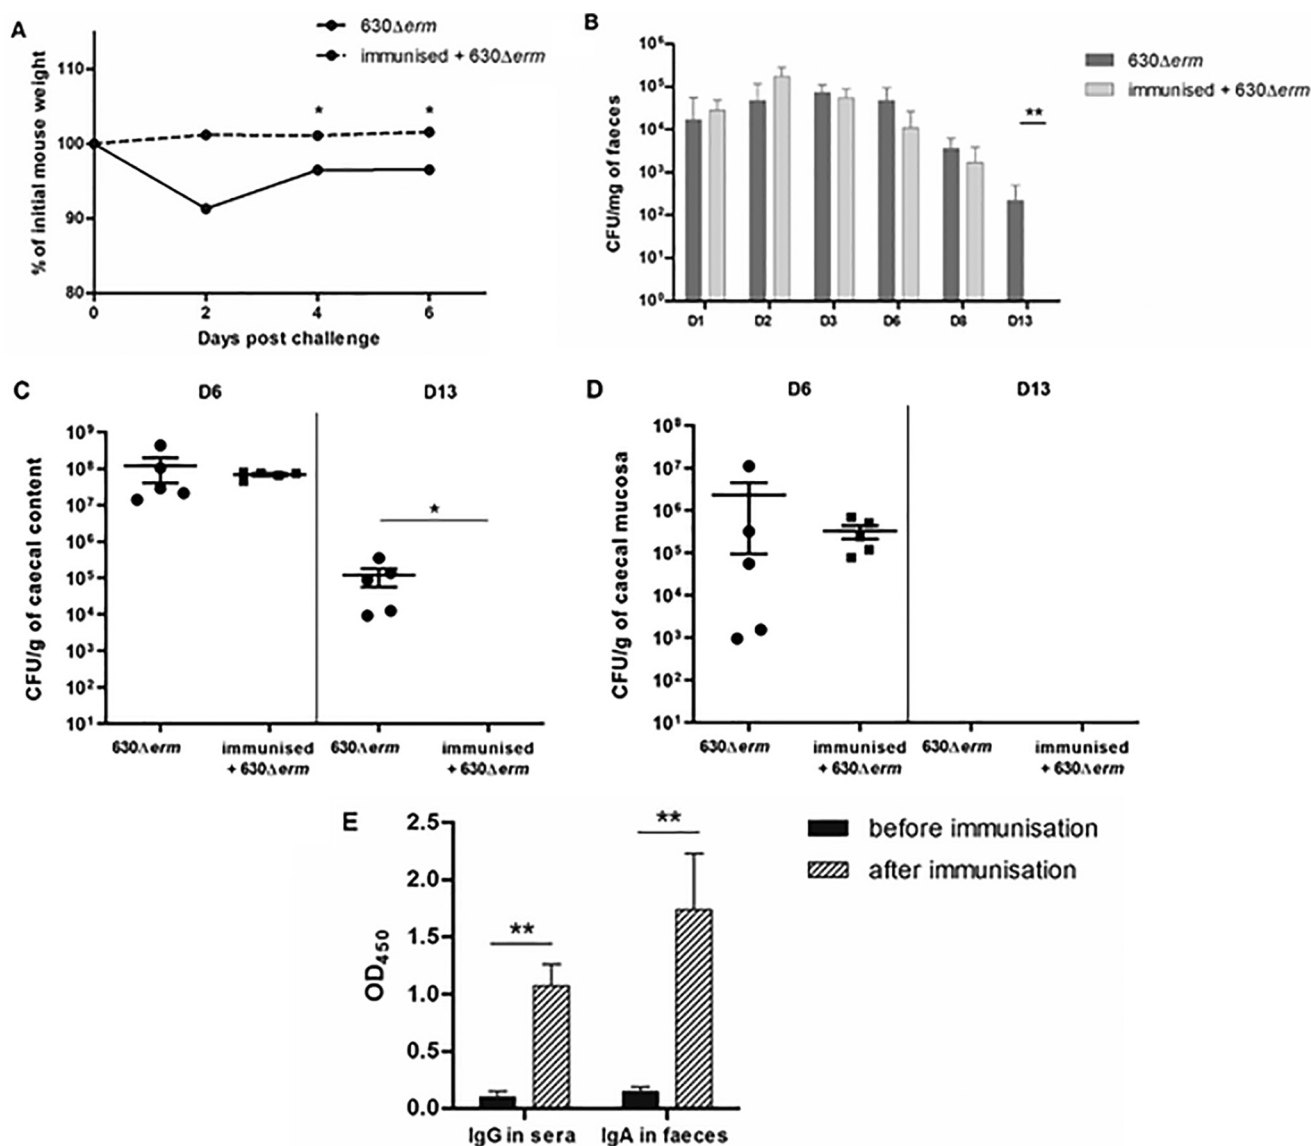 A
630Δerm
immunised + 630Δerm
% of initial mouse weight
110
100
90
80
* *
0 2 4 6
Days post challenge
B
630Δerm
immunised + 630Δerm
CFU/mg of faeces
10⁶
10⁵
10⁴
10³
10²
10¹
10⁰
**
D1 D2 D3 D6 D8 D13
C
D6 D13
CFU/g of caecal content
10⁹
10⁸
10⁷
10⁶
10⁵
10⁴
10³
10²
10¹
*
630Δerm immunised 630Δerm immunised
+ 630Δerm + 630Δerm
D
D6 D13
CFU/g of caecal mucosa
10⁸
10⁷
10⁶
10⁵
10⁴
10³
10²
10¹
630Δerm immunised 630Δerm immunised
+ 630Δerm + 630Δerm
E
before immunisation
after immunisation
OD₄₅₀
2.5
2.0
1.5
1.0
0.5
0.0
** **
IgG in sera IgA in faeces